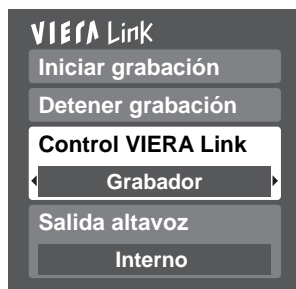 VIERA Link
Iniciar grabación
Detener grabación
Control VIERA Link
Grabador
Salida altavoz
Interno